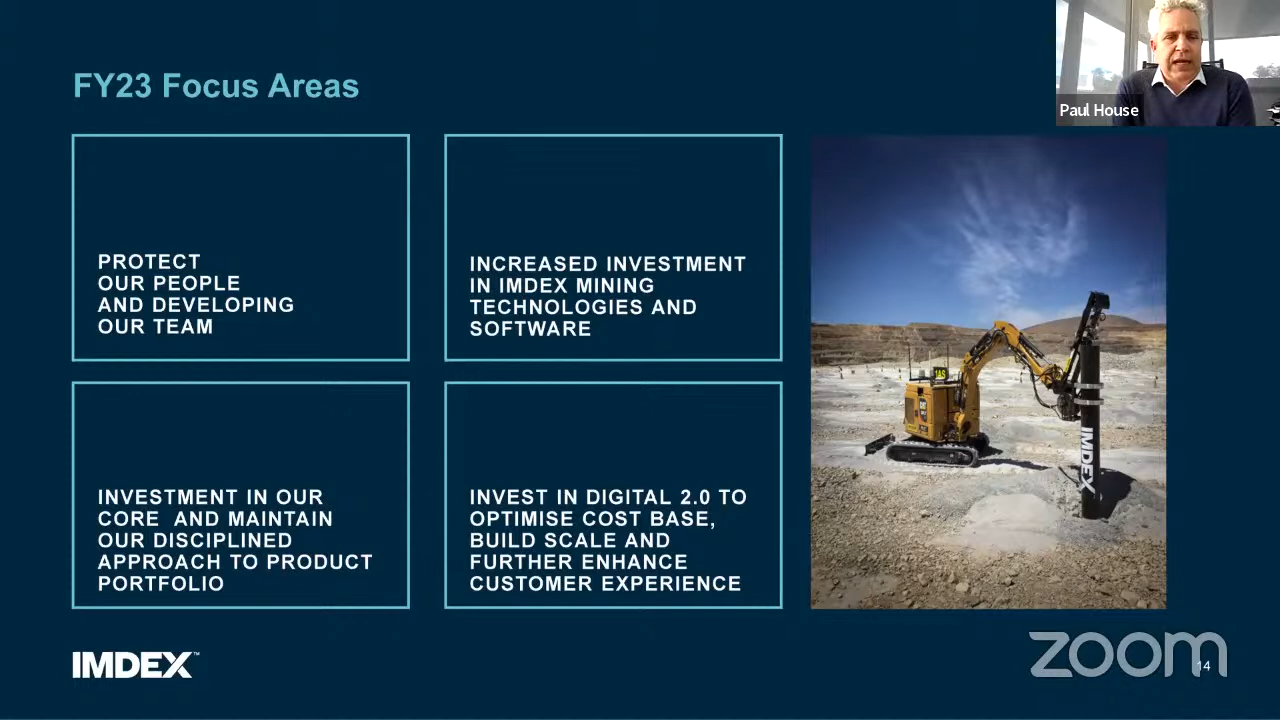 FY23 Focus Areas
Paul House
PROTECT
OUR PEOPLE
AND DEVELOPING
OUR TEAM
INCREASED INVESTMENT
IN IMDEX MINING
TECHNOLOGIES AND
SOFTWARE
INVESTMENT IN OUR
CORE AND MAINTAIN
OUR DISCIPLINED
APPROACH TO PRODUCT
PORTFOLIO
INVEST IN DIGITAL 2.0 TO
OPTIMISE COST BASE,
BUILD SCALE AND
FURTHER ENHANCE
CUSTOMER EXPERIENCE
IMDEX
IMDEX™
zoom
14